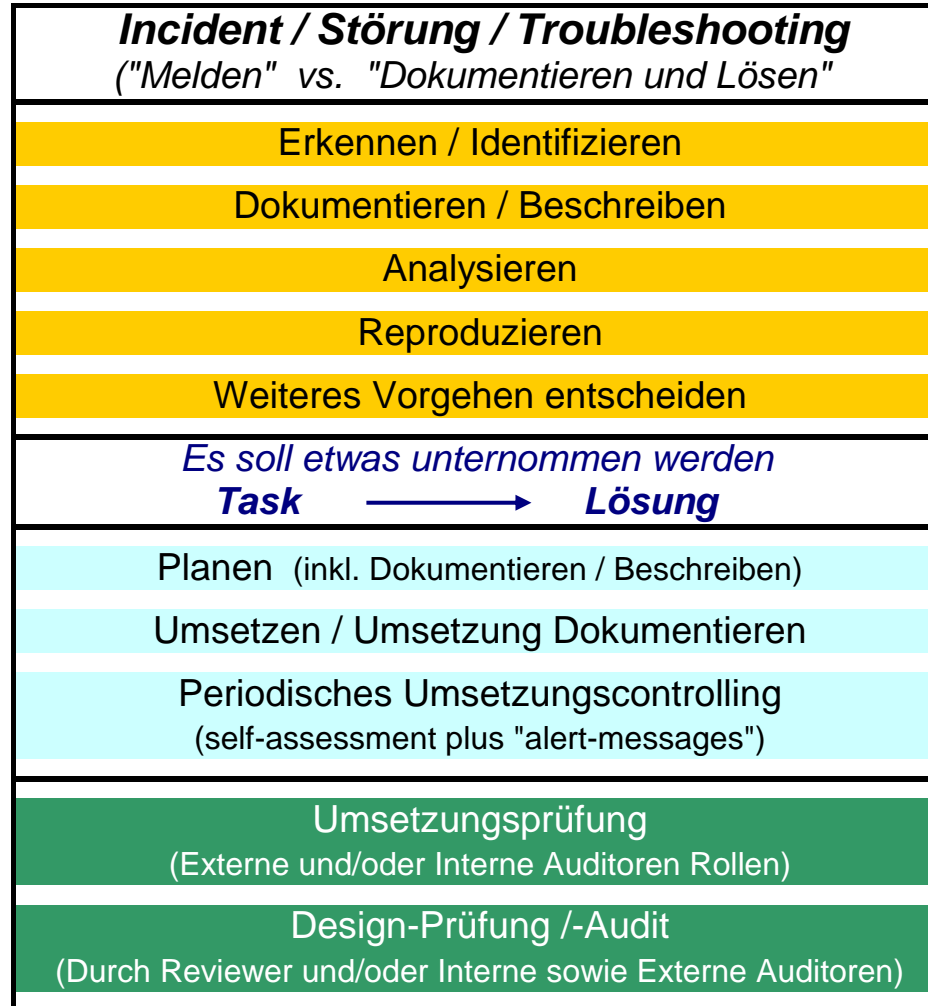 Incident / Störung / Troubleshooting
("Melden" vs. "Dokumentieren und Lösen"
Erkennen / Identifizieren
Dokumentieren / Beschreiben
Analysieren
Reproduzieren
Weiteres Vorgehen entscheiden
Es soll etwas unternommen werden
Task Lösung
Planen (inkl. Dokumentieren / Beschreiben)
Umsetzen / Umsetzung Dokumentieren
Periodisches Umsetzungscontrolling
(self-assessment plus "alert-messages")
Umsetzungsprüfung
(Externe und/oder Interne Auditoren Rollen)
Design-Prüfung /-Audit
(Durch Reviewer und/oder Interne sowie Externe Auditoren)